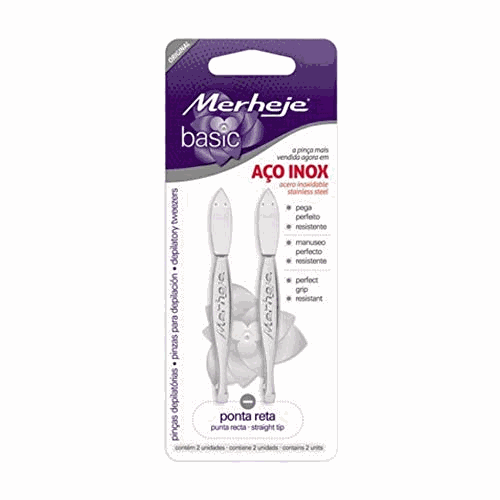 ORIGINAL
Merheje®
basic
a pinça mais
vendida agora em
AÇO INOX
acero inoxidable
stainless steel
pega
perfeito
resistente
manuseo
perfecto
resistente
perfect
grip
resistant
pinças depilatórias • pinzas para depilación • depilatory tweezers
Merheje
Merheje
ponta reta
punta recta - straight tip
contém 2 unidades - contiene 2 unidads - contains 2 units